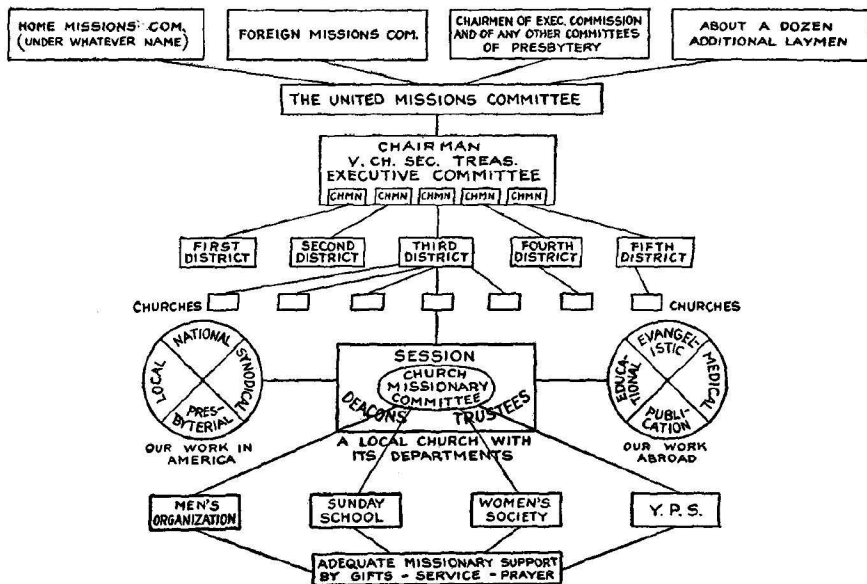 HOME MISSIONS COM.
(UNDER WHATEVER NAME)
FOREIGN MISSIONS COM.
CHAIRMEN OF EXEC. COMMISSION
AND OF ANY OTHER COMMITTEES
OF PRESBYTERY
ABOUT A DOZEN
ADDITIONAL LAYMEN
THE UNITED MISSIONS COMMITTEE
CHAIRMAN
V. CH. SEC. TREAS.
EXECUTIVE COMMITTEE
CHMN CHMN CHMN CHMN CHMN
FIRST
DISTRICT
SECOND
DISTRICT
THIRD
DISTRICT
FOURTH
DISTRICT
FIFTH
DISTRICT
CHURCHES
CHURCHES
LOCAL
NATIONAL
SYNODICAL
PRES-
BYTERIAL
OUR WORK IN
AMERICA
SESSION
CHURCH
MISSIONARY
COMMITTEE
DEACONS
TRUSTEES
A LOCAL CHURCH WITH
ITS DEPARTMENTS
EDUCA-
TIONAL
EVANGEL-
ISTIC
MEDICAL
PUBLI-
CATION
OUR WORK
ABROAD
MEN'S
ORGANIZATION
SUNDAY
SCHOOL
WOMEN'S
SOCIETY
Y. P. S.
ADEQUATE MISSIONARY SUPPORT
BY GIFTS - SERVICE - PRAYER